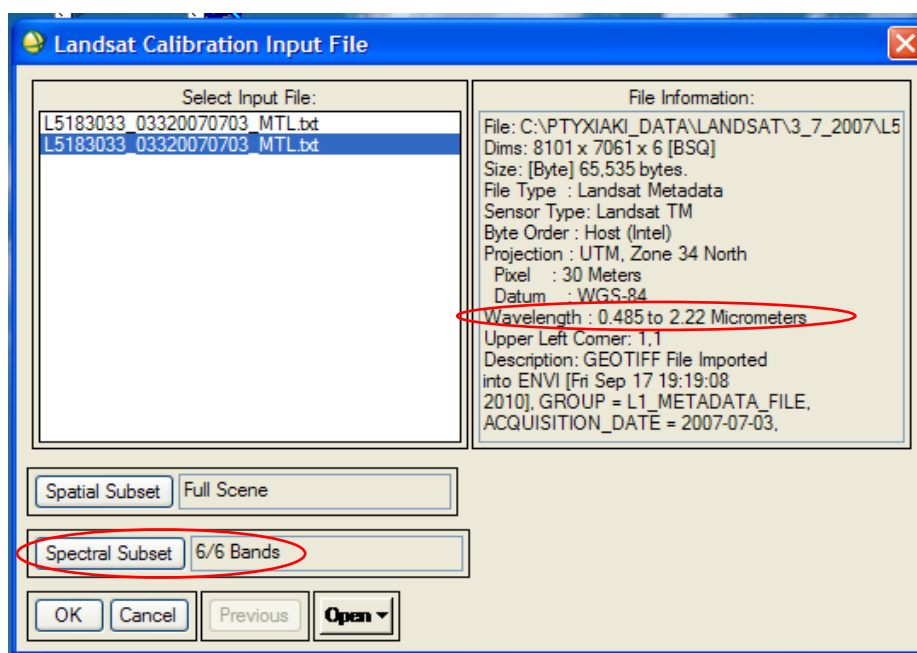 Landsat Calibration Input File
Select Input File:
L5183033_03320070703_MTL.txt
L5183033_03320070703_MTL.txt
File Information:
File: C:\PTYXIAKI_DATA\LANDSAT\3_7_2007\L5
Dims: 8101 x 7061 x 6 [BSQ]
Size: [Byte] 65,535 bytes.
File Type : Landsat Metadata
Sensor Type: Landsat TM
Byte Order : Host (Intel)
Projection : UTM, Zone 34 North
Pixel : 30 Meters
Datum : WGS-84
Wavelength : 0.485 to 2.22 Micrometers
Upper Left Corner: 1,1
Description: GEOTIFF File Imported
into ENVI [Fri Sep 17 19:19:08
2010], GROUP = L1_METADATA_FILE,
ACQUISITION_DATE = 2007-07-03,
Spatial Subset Full Scene
Spectral Subset 6/6 Bands
OK Cancel Previous Open